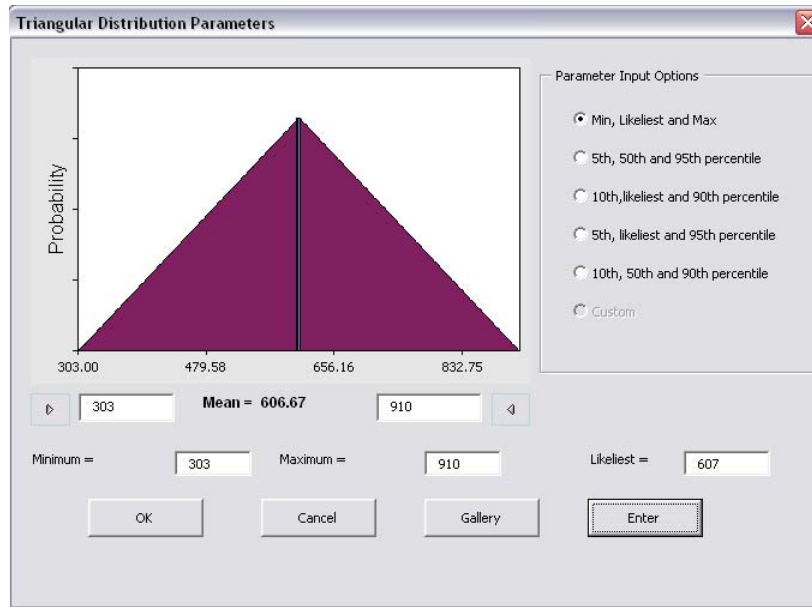 Triangular Distribution Parameters
Probability
303.00 479.58 656.16 832.75
303 Mean = 606.67 910
Parameter Input Options
Min, Likeliest and Max
5th, 50th and 95th percentile
10th,likeliest and 90th percentile
5th, likeliest and 95th percentile
10th, 50th and 90th percentile
Custom
Minimum = 303 Maximum = 910 Likeliest = 607
OK Cancel Gallery Enter